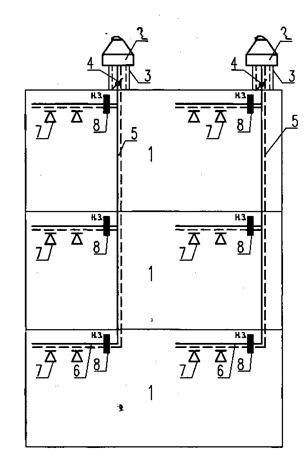 2 2
4 3 4 3
н.з. н.з.
5 5
7 8 1 7 8
н.з. н.з.
7 8 1 7 8
н.з. н.з.
7 6 8 1 7 6 8